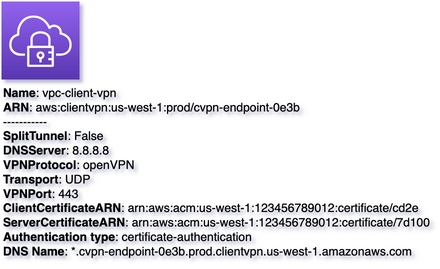 Name: vpc-client-vpn
ARN: aws:clientvpn:us-west-1:prod/cvpn-endpoint-0e3b
-----------
SplitTunnel: False
DNSServer: 8.8.8.8
VPNProtocol: openVPN
Transport: UDP
VPNPort: 443
ClientCertificateARN: arn:aws:acm:us-west-1:123456789012:certificate/cd2e
ServerCertificateARN: arn:aws:acm:us-west-1:123456789012:certificate/7d100
Authentication type: certificate-authentication
DNS Name: *.cvpn-endpoint-0e3b.prod.clientvpn.us-west-1.amazonaws.com